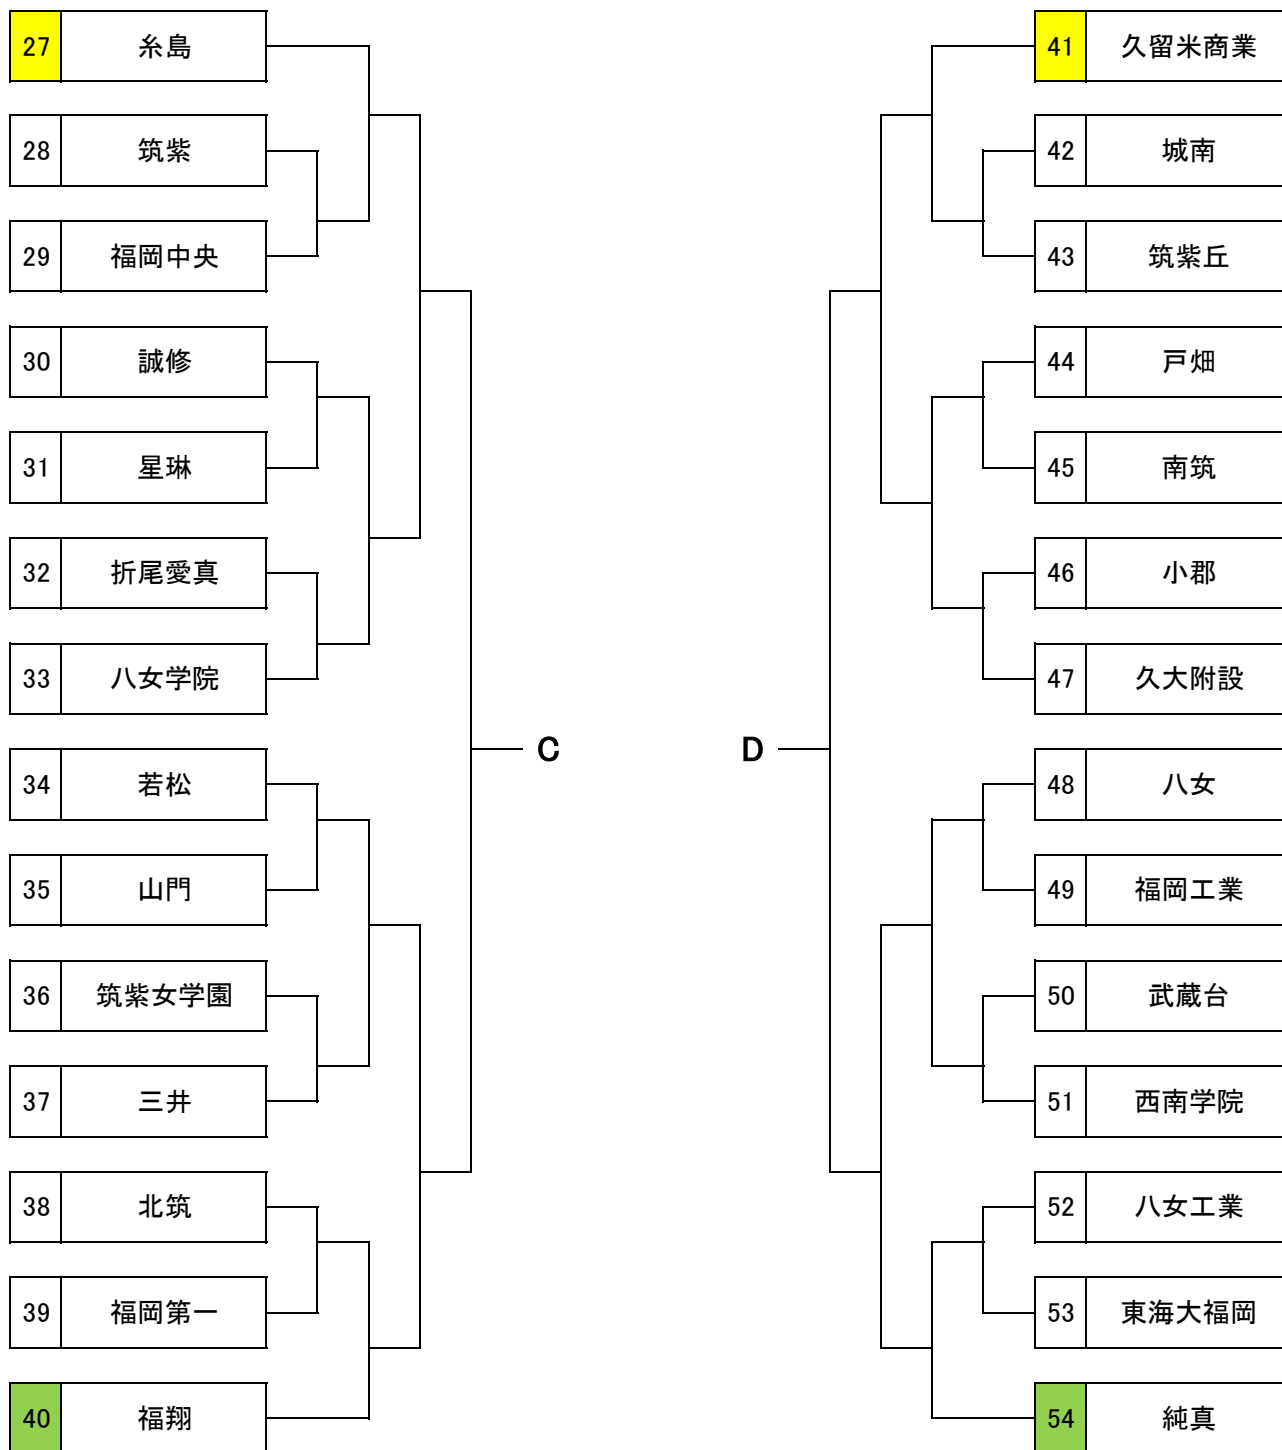 27 糸島
28 筑紫
29 福岡中央
30 誠修
31 星琳
32 折尾愛真
33 八女学院
34 若松
35 山門
36 筑紫女学園
37 三井
38 北筑
39 福岡第一
40 福翔
C
D
41 久留米商業
42 城南
43 筑紫丘
44 戸畑
45 南筑
46 小郡
47 久大附設
48 八女
49 福岡工業
50 武蔵台
51 西南学院
52 八女工業
53 東海大福岡
54 純真